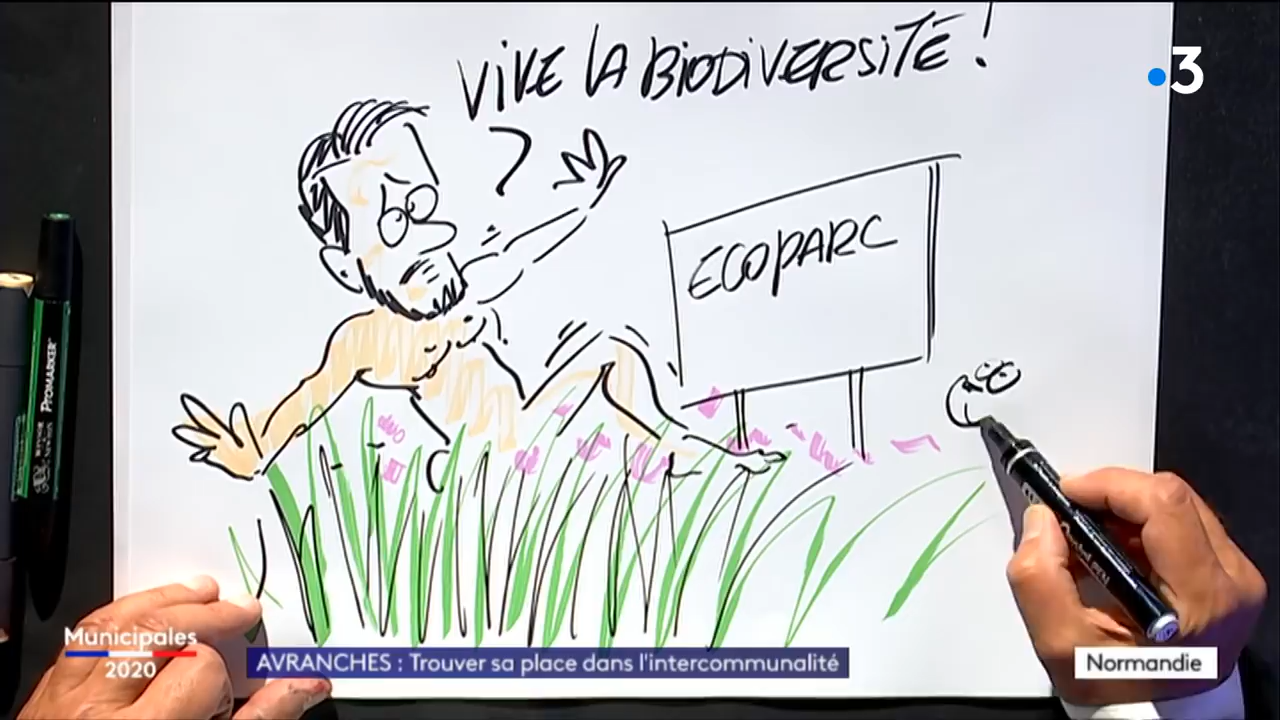 VIVE LA BIODIVERSITÉ !
3
ECOPARC
PROMARKER
Municipales
2020
AVRANCHES : Trouver sa place dans l'intercommunalité
Normandie